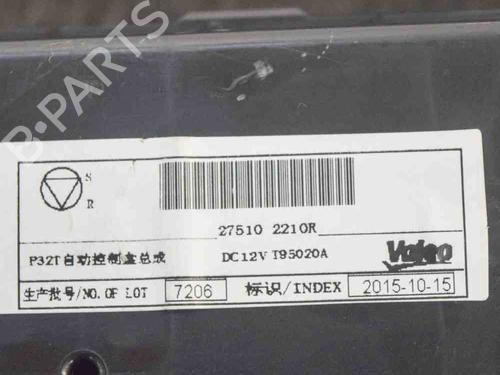 B-PARTS
S
R
27510 2210R
P32T自动控制盒总成 DC12V T95020A Valeo
生产批号/NO.OF LOT 7206 标识/INDEX 2015-10-15